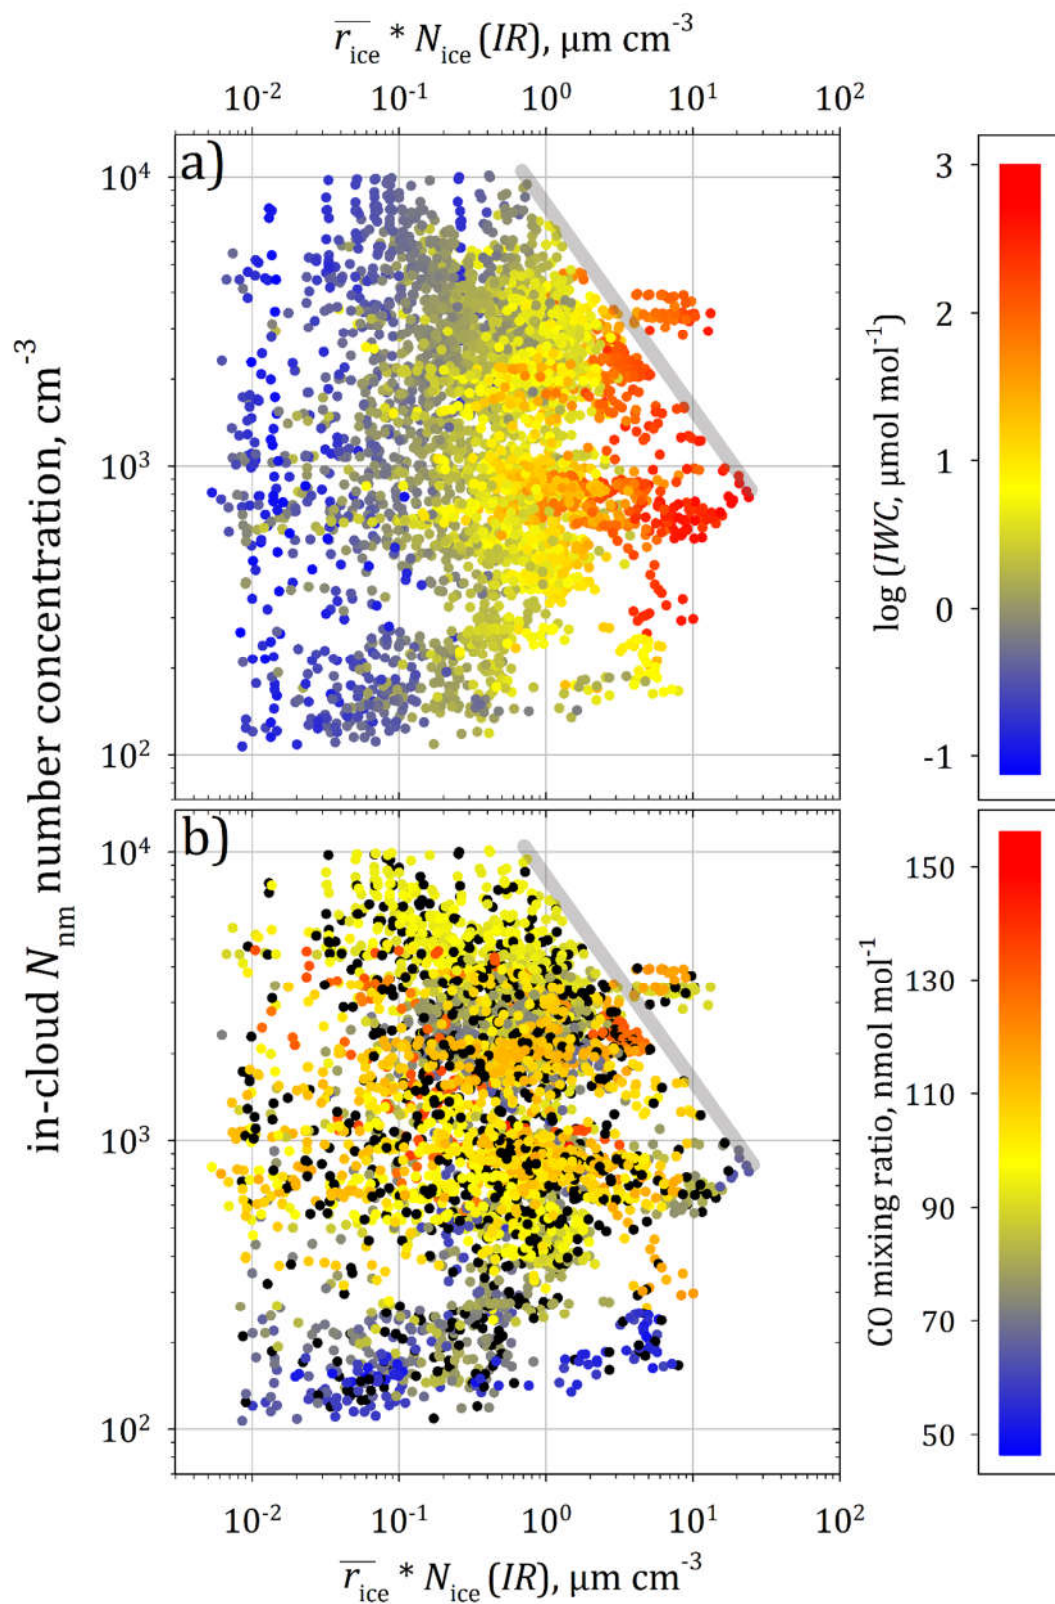 r̅ᵢcₑ * Nᵢcₑ (IR), µm cm⁻³
10⁻² 10⁻¹ 10⁰ 10¹ 10²
a)
10⁴
10³
10²
3
2
1
0
-1
log (IWC, µmol mol⁻¹)
in-cloud Nnm number concentration, cm⁻³
b)
10⁴
10³
10²
150
130
110
90
70
50
CO mixing ratio, nmol mol⁻¹
10⁻² 10⁻¹ 10⁰ 10¹ 10²
r̅ᵢcₑ * Nᵢcₑ (IR), µm cm⁻³